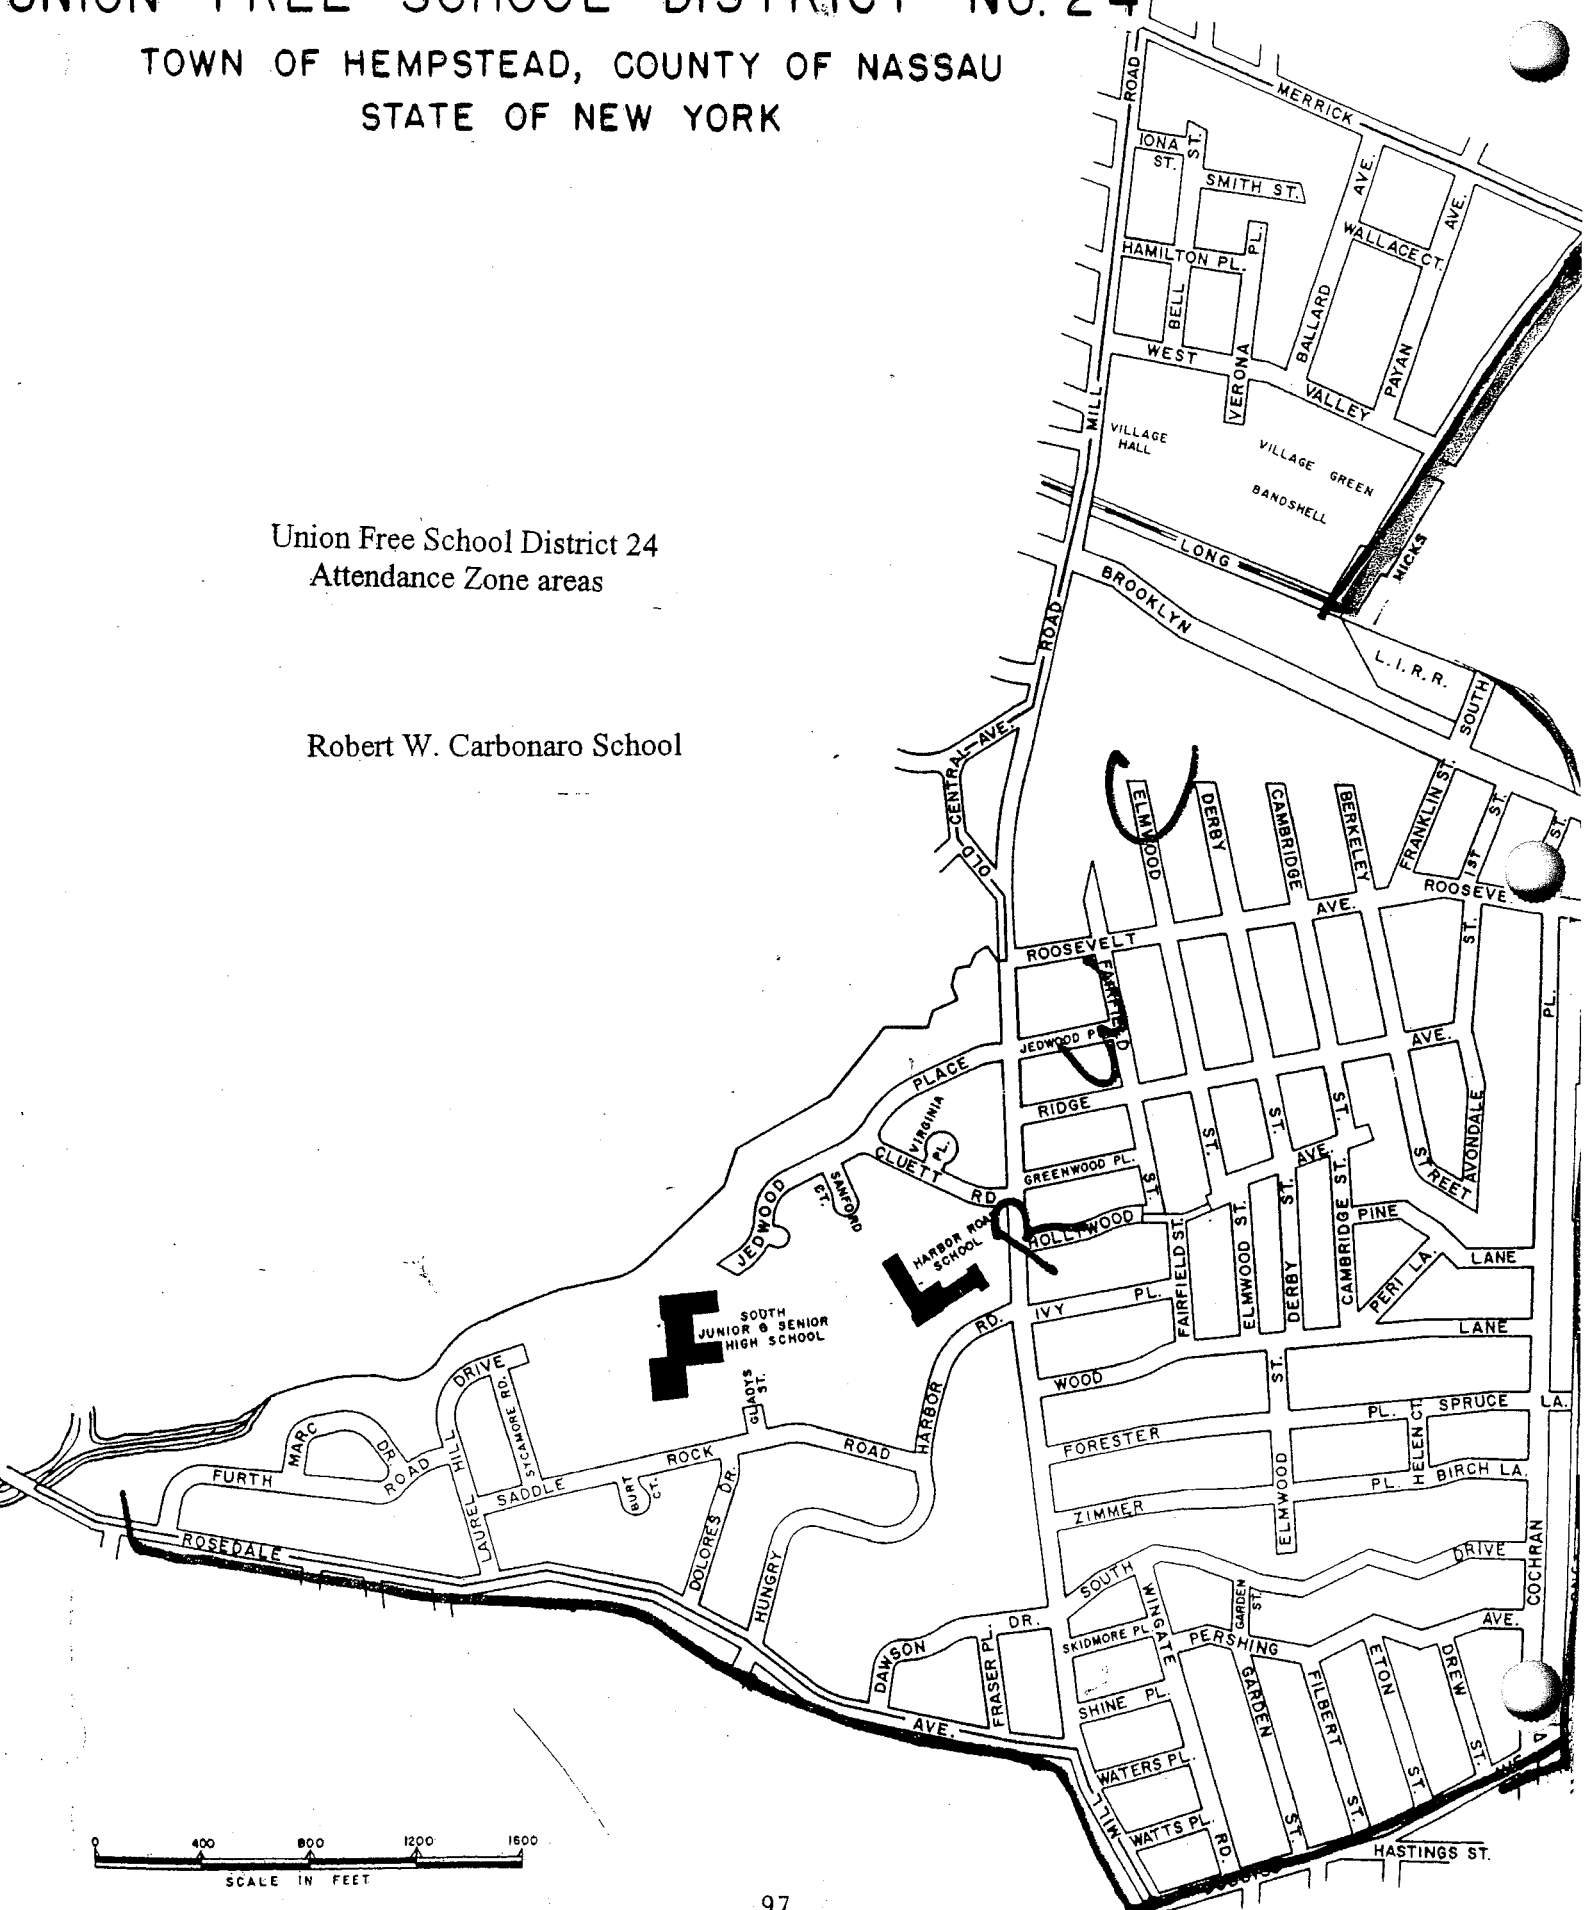 UNION FREE SCHOOL DISTRICT NO. 24
TOWN OF HEMPSTEAD, COUNTY OF NASSAU
STATE OF NEW YORK
ROAD
MERRICK
IONA
ST.
ST.
SMITH ST.
AVE.
AVE.
WALLACE CT.
HAMILTON PL.
PL.
BELL
WEST
VERONA
BALLARD
VALLEY
PAYAN
MILL
VILLAGE
HALL
VILLAGE GREEN
BANDSHELL
HICKS
LONG
BROOKLYN
ROAD
L.I.R.R.
SOUTH
Union Free School District 24
Attendance Zone areas
Robert W. Carbonaro School
CENTRAL AVE.
OLD
ELMWOOD
DERBY
CAMBRIDGE
BERKELEY
FRANKLIN ST.
1ST ST.
ST.
ROOSEVE
AVE.
ROOSEVELT
FAIRFIELD
ST.
PL.
JEDWOOD P
AVE.
PLACE
RIDGE
VIRGINIA
PL.
CLUETT
RD.
GREENWOOD PL.
ST.
ST.
ST.
ST.
AVE.
STREET
AVONDALE
SANFORD
CT.
JEDWOOD
HARBOR ROAD
SCHOOL
HOLLYWOOD
FAIRFIELD ST.
ELMWOOD ST.
DERBY ST.
CAMBRIDGE ST.
PINE
LANE
PERI LA.
SOUTH
JUNIOR & SENIOR
HIGH SCHOOL
RD.
IVY
PL.
LANE
WOOD
ST.
DRIVE
SYCAMORE RD.
GLADYS
ST.
HARBOR
FORESTER
PL.
SPRUCE
LA.
HELEN CT.
MARC
DR.
HILL
ROCK
ROAD
FURTH
ROAD
SADDLE
BURT
CT.
DOLORES DR.
LAUREL
ZIMMER
PL.
BIRCH LA.
ELMWOOD
ROSEDALE
HUNGRY
SOUTH
DRIVE
COCHRAN
WINGATE
GARDEN
ST.
DAWSON
DR.
FRASER PL.
SKIDMORE PL.
PERSHING
AVE.
SHINE PL.
GARDEN
FILBERT
ETON
DREW
AVE.
WATERS PL.
MILL
WATTS PL.
RD.
ST.
ST.
ST.
ST.
HASTINGS ST.
0 400 800 1200 1600
SCALE IN FEET
97